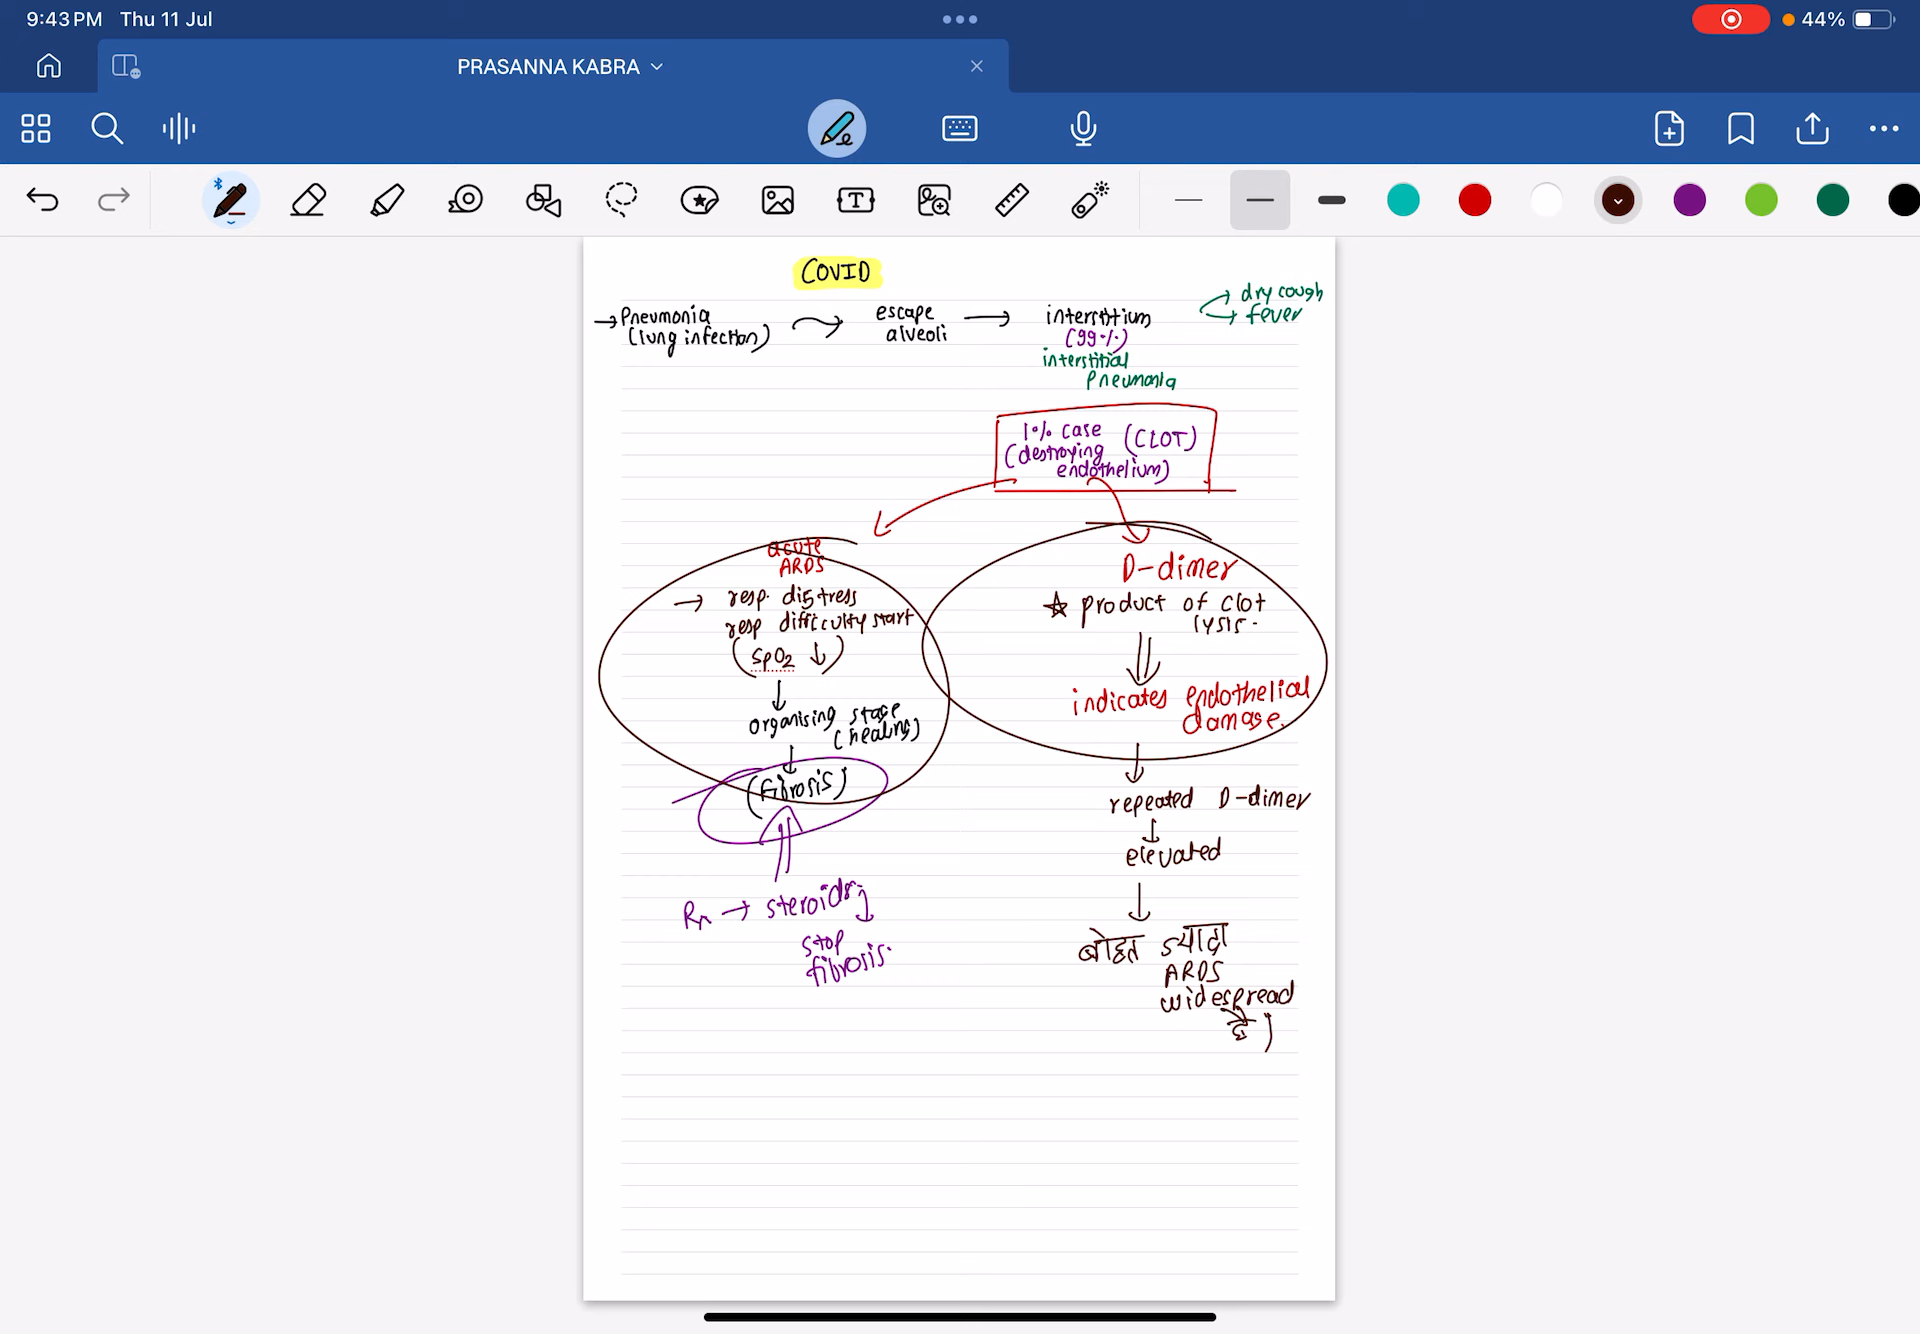 9:43 PM Thu 11 Jul
44%
PRASANNA KABRA
COVID
→ Pneumonia
(lung infection)
escape
alveoli
interstitium
(99%)
interstitial
Pneumonia
dry cough
fever
1% case (CLOT)
(destroying
endothelium)
acute
ARDS
→ resp. distress
resp difficulty start
(SpO2 ↓)
↓
organising stage
(healing)
↓
(fibrosis)
Rx → steroids
↓
stop
fibrosis.
D-dimer
☆ product of clot
lysis.
⇓
indicates endothelial
damage.
↓
repeated D-dimer
↓
elevated
↓
बोहत ज्यादा
ARDS
widespread
है)